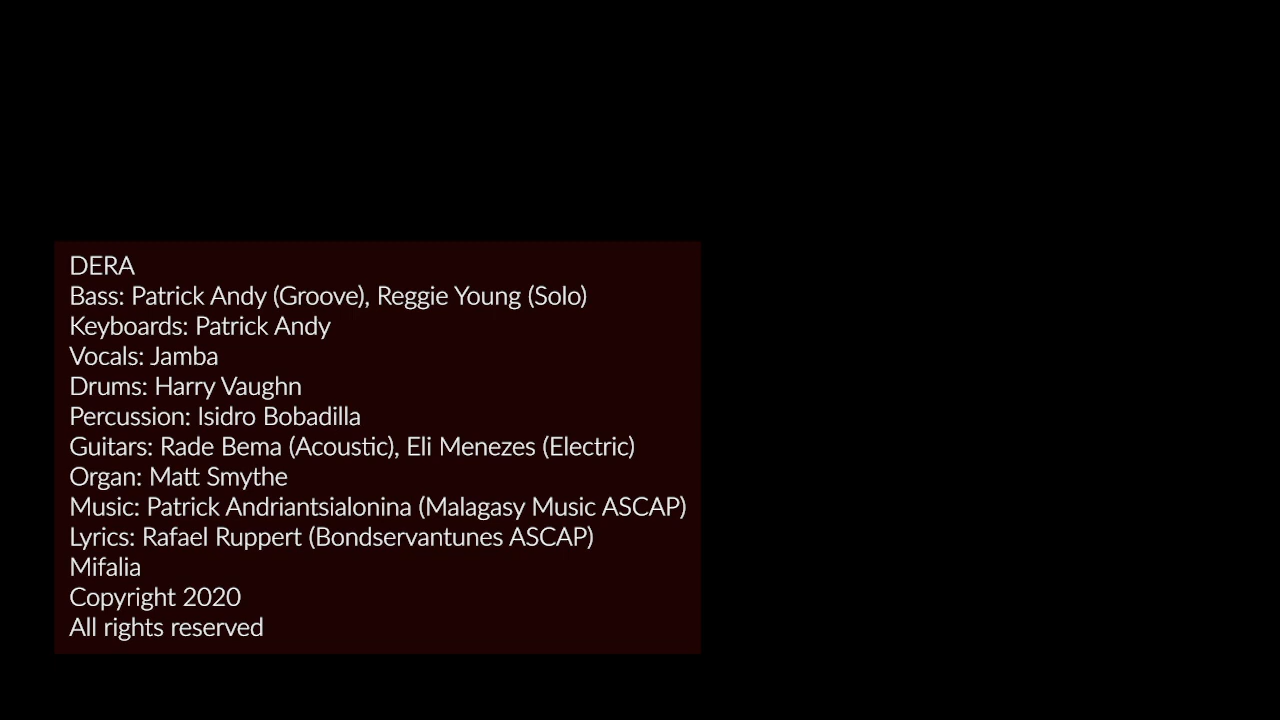 DERA
Bass: Patrick Andy (Groove), Reggie Young (Solo)
Keyboards: Patrick Andy
Vocals: Jamba
Drums: Harry Vaughn
Percussion: Isidro Bobadilla
Guitars: Rade Bema (Acoustic), Eli Menezes (Electric)
Organ: Matt Smythe
Music: Patrick Andriantsialonina (Malagasy Music ASCAP)
Lyrics: Rafael Ruppert (Bondservantunes ASCAP)
Mifalia
Copyright 2020
All rights reserved